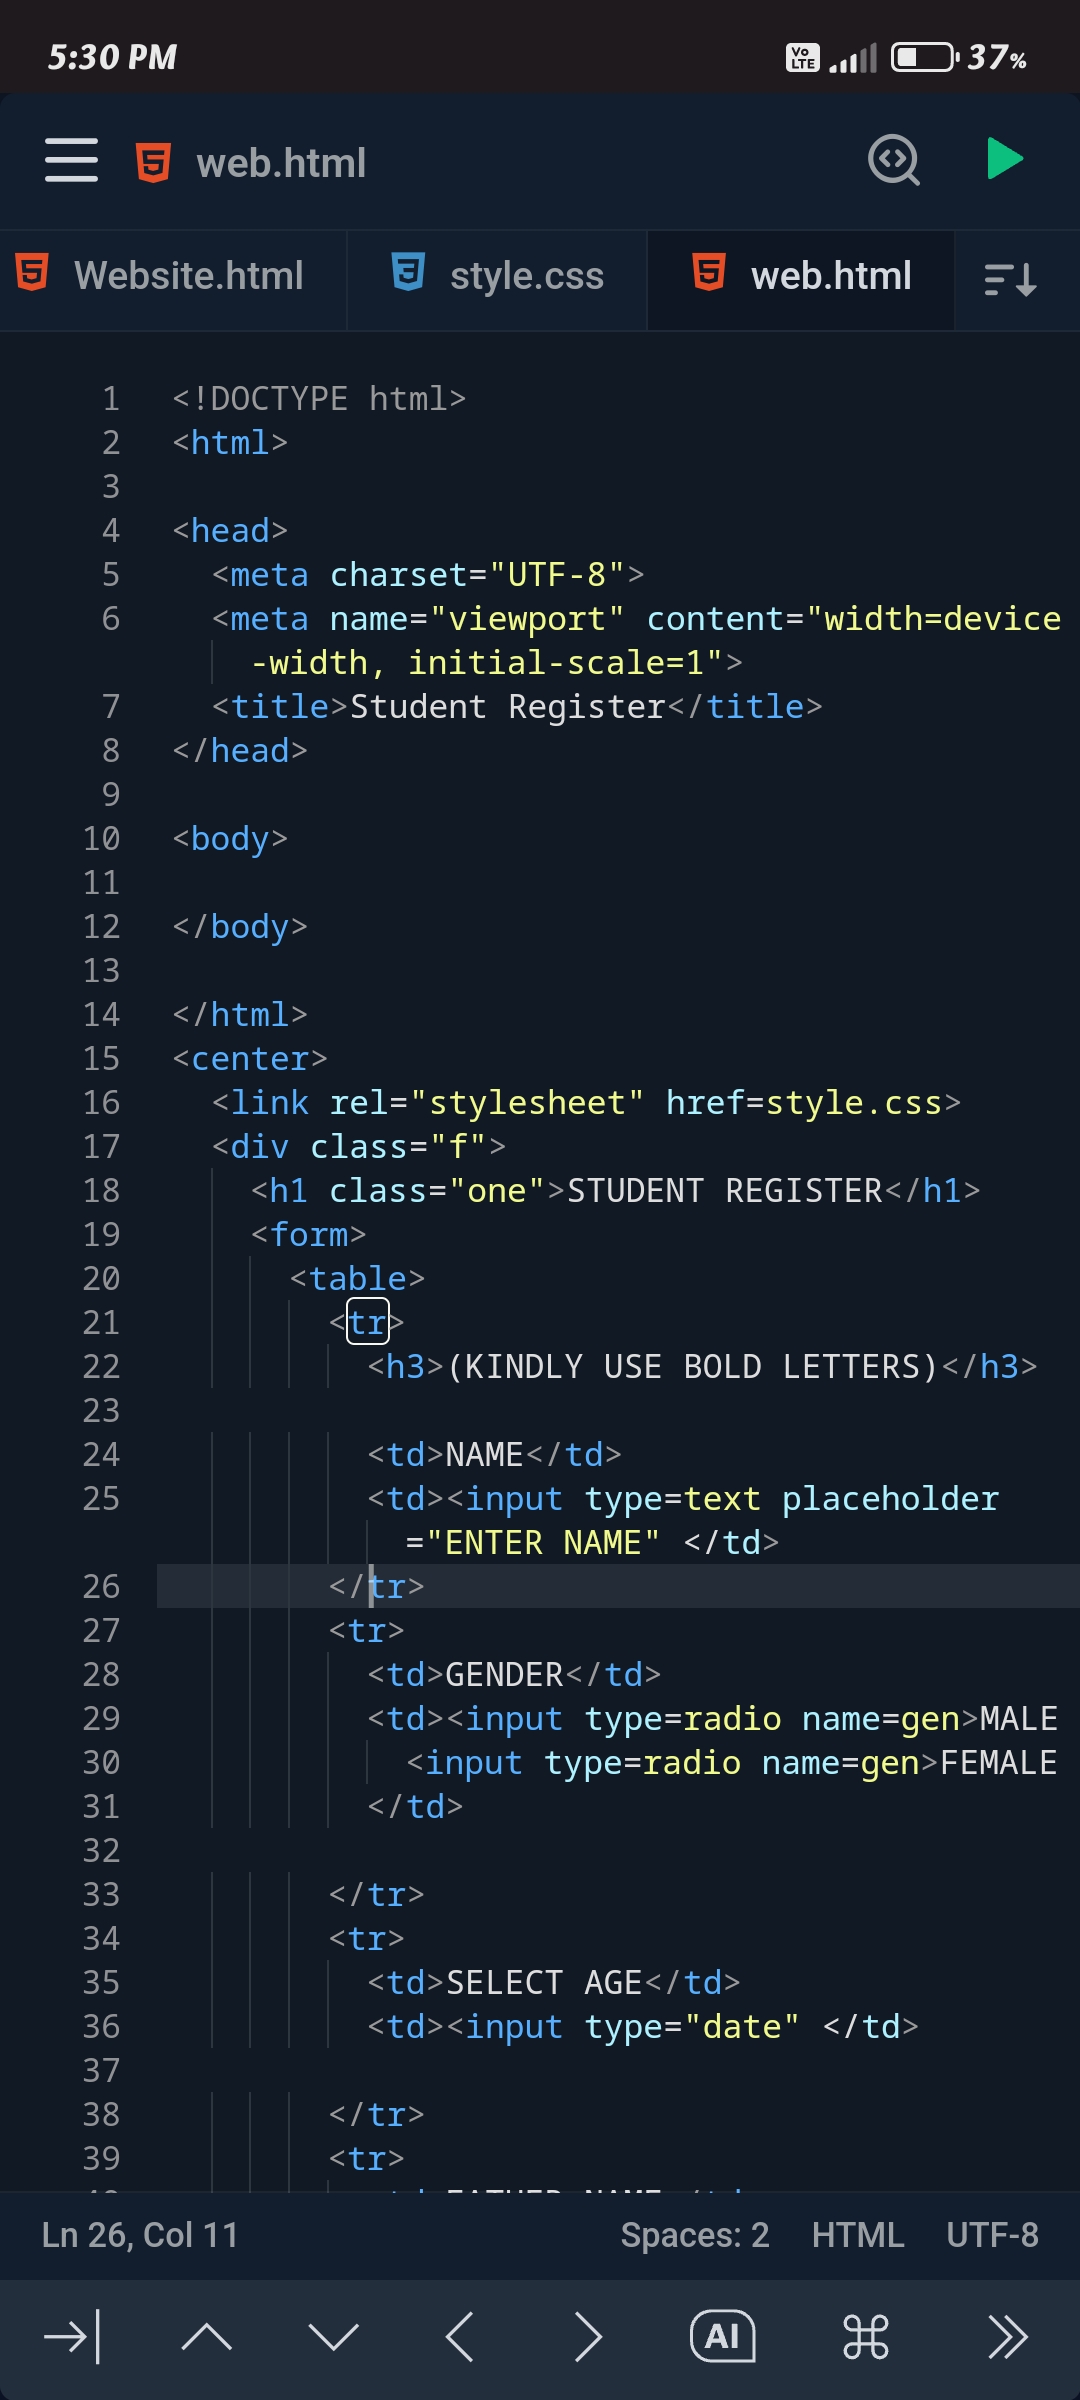 5:30 PM
Vo LTE
37%
web.html
Website.html
style.css
web.html
1 <!DOCTYPE html>
2 <html>
3
4 <head>
5 <meta charset="UTF-8">
6 <meta name="viewport" content="width=device
-width, initial-scale=1">
7 <title>Student Register</title>
8 </head>
9
10 <body>
11
12 </body>
13
14 </html>
15 <center>
16 <link rel="stylesheet" href=style.css>
17 <div class="f">
18 <h1 class="one">STUDENT REGISTER</h1>
19 <form>
20 <table>
21 <tr>
22 <h3>(KINDLY USE BOLD LETTERS)</h3>
23
24 <td>NAME</td>
25 <td><input type=text placeholder
="ENTER NAME" </td>
26 </tr>
27 <tr>
28 <td>GENDER</td>
29 <td><input type=radio name=gen>MALE
30 <input type=radio name=gen>FEMALE
31 </td>
32
33 </tr>
34 <tr>
35 <td>SELECT AGE</td>
36 <td><input type="date" </td>
37
38 </tr>
39 <tr>
Ln 26, Col 11
Spaces: 2
HTML
UTF-8
AI